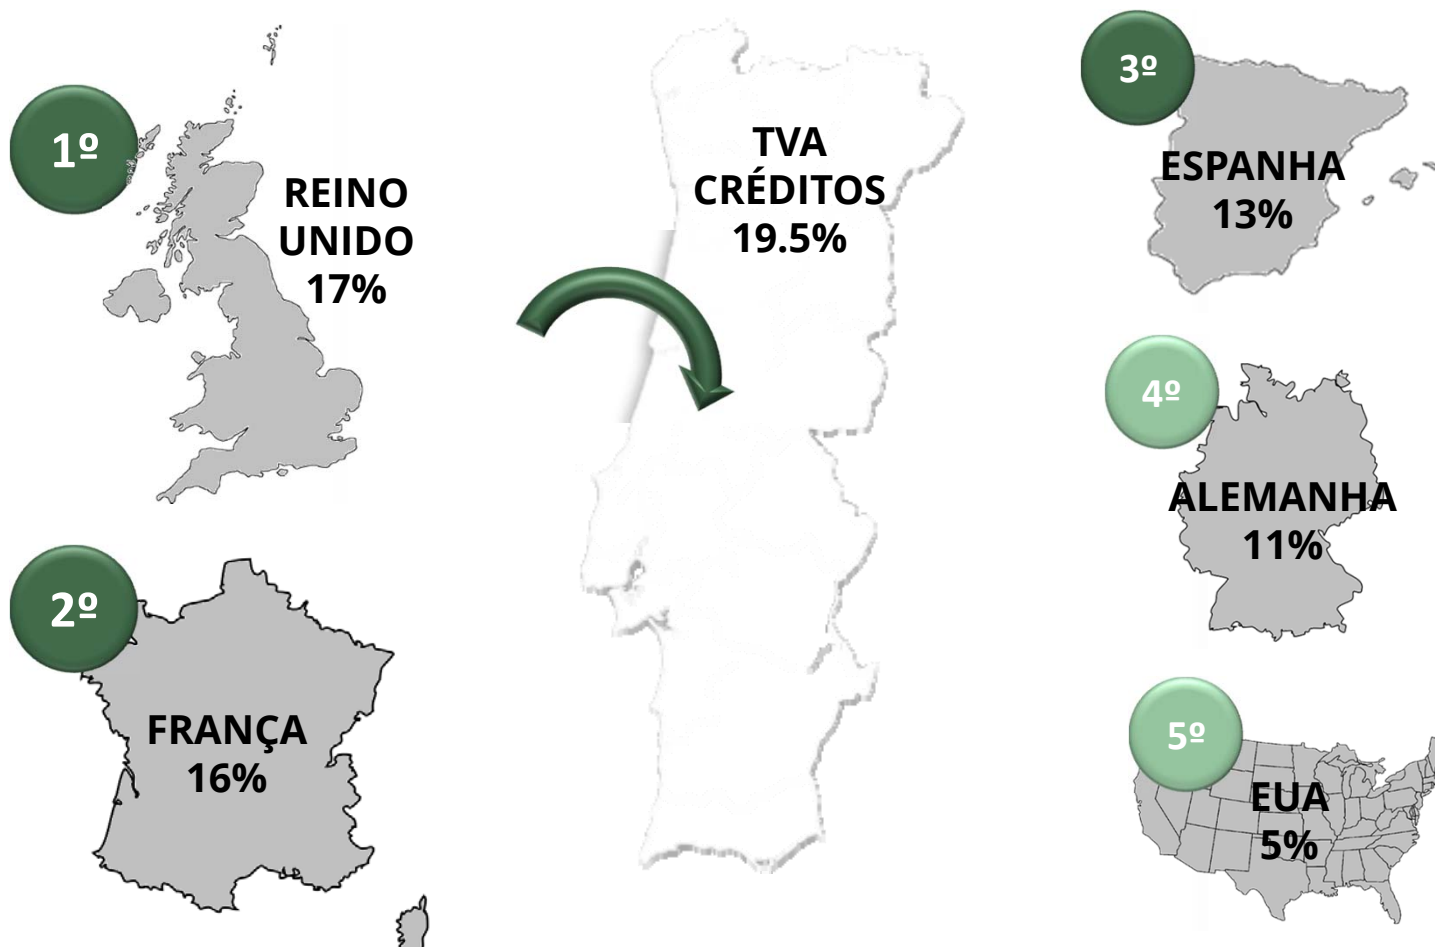 1º
REINO
UNIDO
17%
2º
FRANÇA
16%
TVA
CRÉDITOS
19.5%
3º
ESPANHA
13%
4º
ALEMANHA
11%
5º
EUA
5%